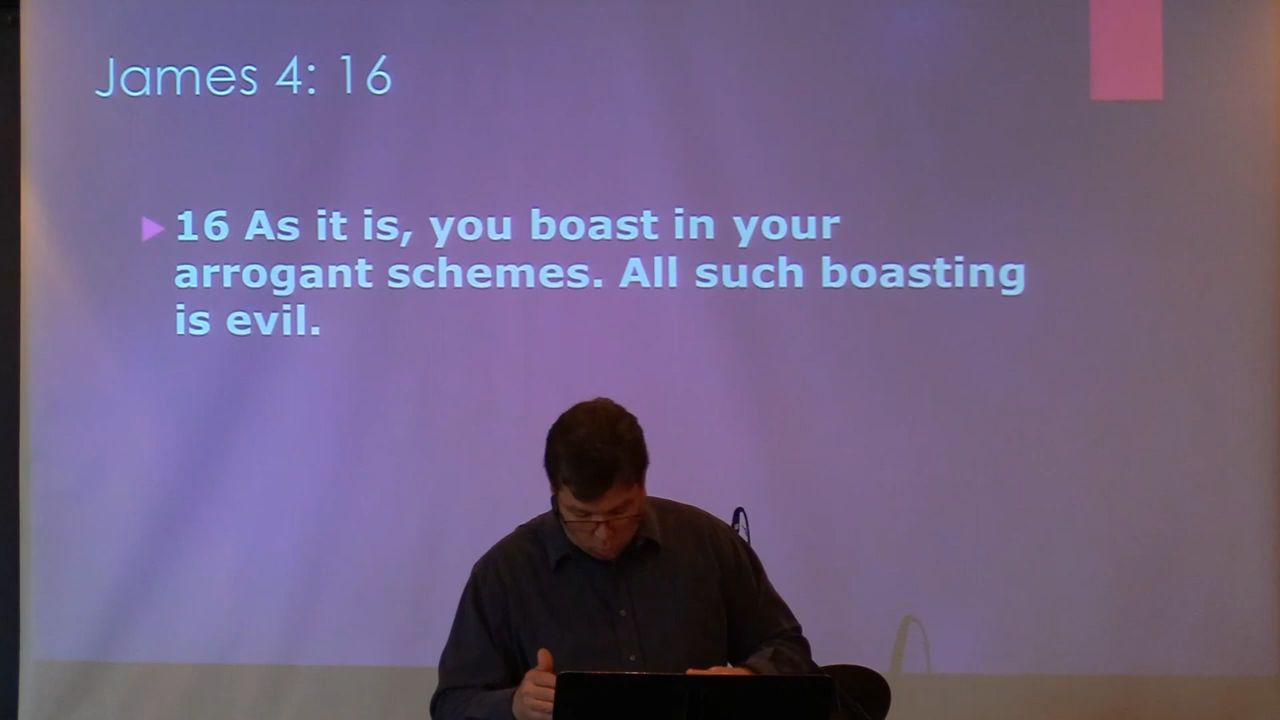 James 4: 16
16 As it is, you boast in your
arrogant schemes. All such boasting
is evil.